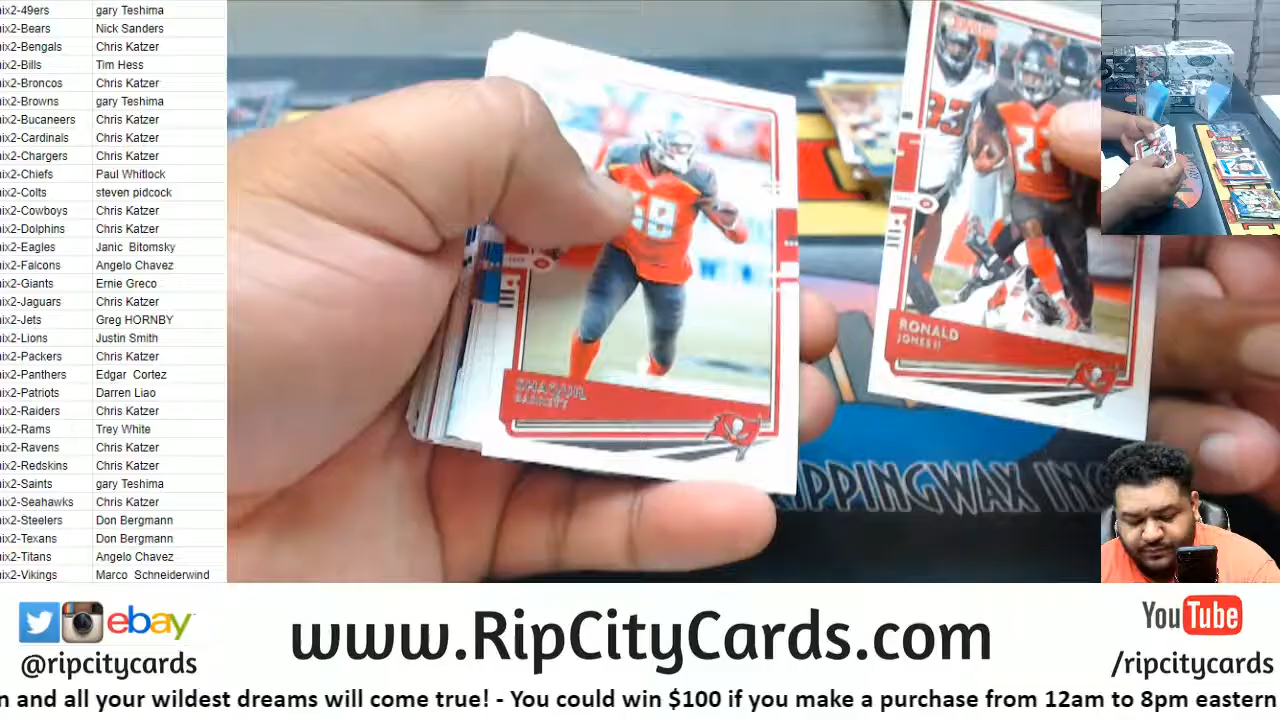 ix2-49ers gary Teshima
ix2-Bears Nick Sanders
ix2-Bengals Chris Katzer
ix2-Bills Tim Hess
ix2-Broncos Chris Katzer
ix2-Browns gary Teshima
ix2-Bucaneers Chris Katzer
ix2-Cardinals Chris Katzer
ix2-Chargers Chris Katzer
ix2-Chiefs Paul Whitlock
ix2-Colts steven pidcock
ix2-Cowboys Chris Katzer
ix2-Dolphins Chris Katzer
ix2-Eagles Janic Bitomsky
ix2-Falcons Angelo Chavez
ix2-Giants Ernie Greco
ix2-Jaguars Chris Katzer
ix2-Jets Greg HORNBY
ix2-Lions Justin Smith
ix2-Packers Chris Katzer
ix2-Panthers Edgar Cortez
ix2-Patriots Darren Liao
ix2-Raiders Chris Katzer
ix2-Rams Trey White
ix2-Ravens Chris Katzer
ix2-Redskins Chris Katzer
ix2-Saints gary Teshima
ix2-Seahawks Chris Katzer
ix2-Steelers Don Bergmann
ix2-Texans Don Bergmann
ix2-Titans Angelo Chavez
ix2-Vikings Marco Schneiderwind
SHAQUIL
BARRETT
RONALD
JONES II
RIPPINGWAX INC
ebay
@ripcitycards
www.RipCityCards.com
YouTube
/ripcitycards
n and all your wildest dreams will come true! - You could win $100 if you make a purchase from 12am to 8pm eastern